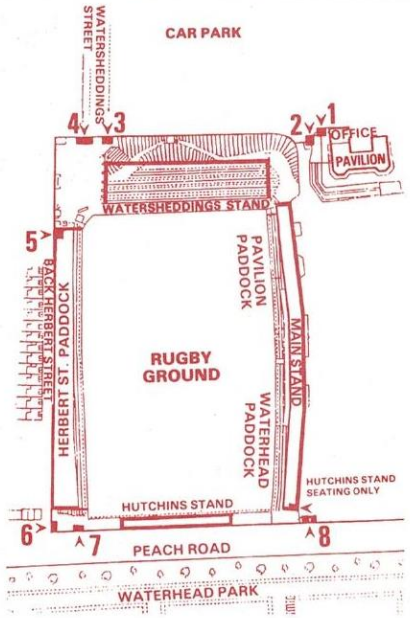 WATERSHEDDINGS
STREET
CAR PARK
4
3
2
1
OFFICE
PAVILION
WATERSHEDDINGS STAND
5
BACK HERBERT STREET
HERBERT ST. PADDOCK
PAVILION
PADDOCK
MAIN STAND
RUGBY
GROUND
WATERHEAD
PADDOCK
HUTCHINS STAND
SEATING ONLY
HUTCHINS STAND
6
7
8
PEACH ROAD
WATERHEAD PARK